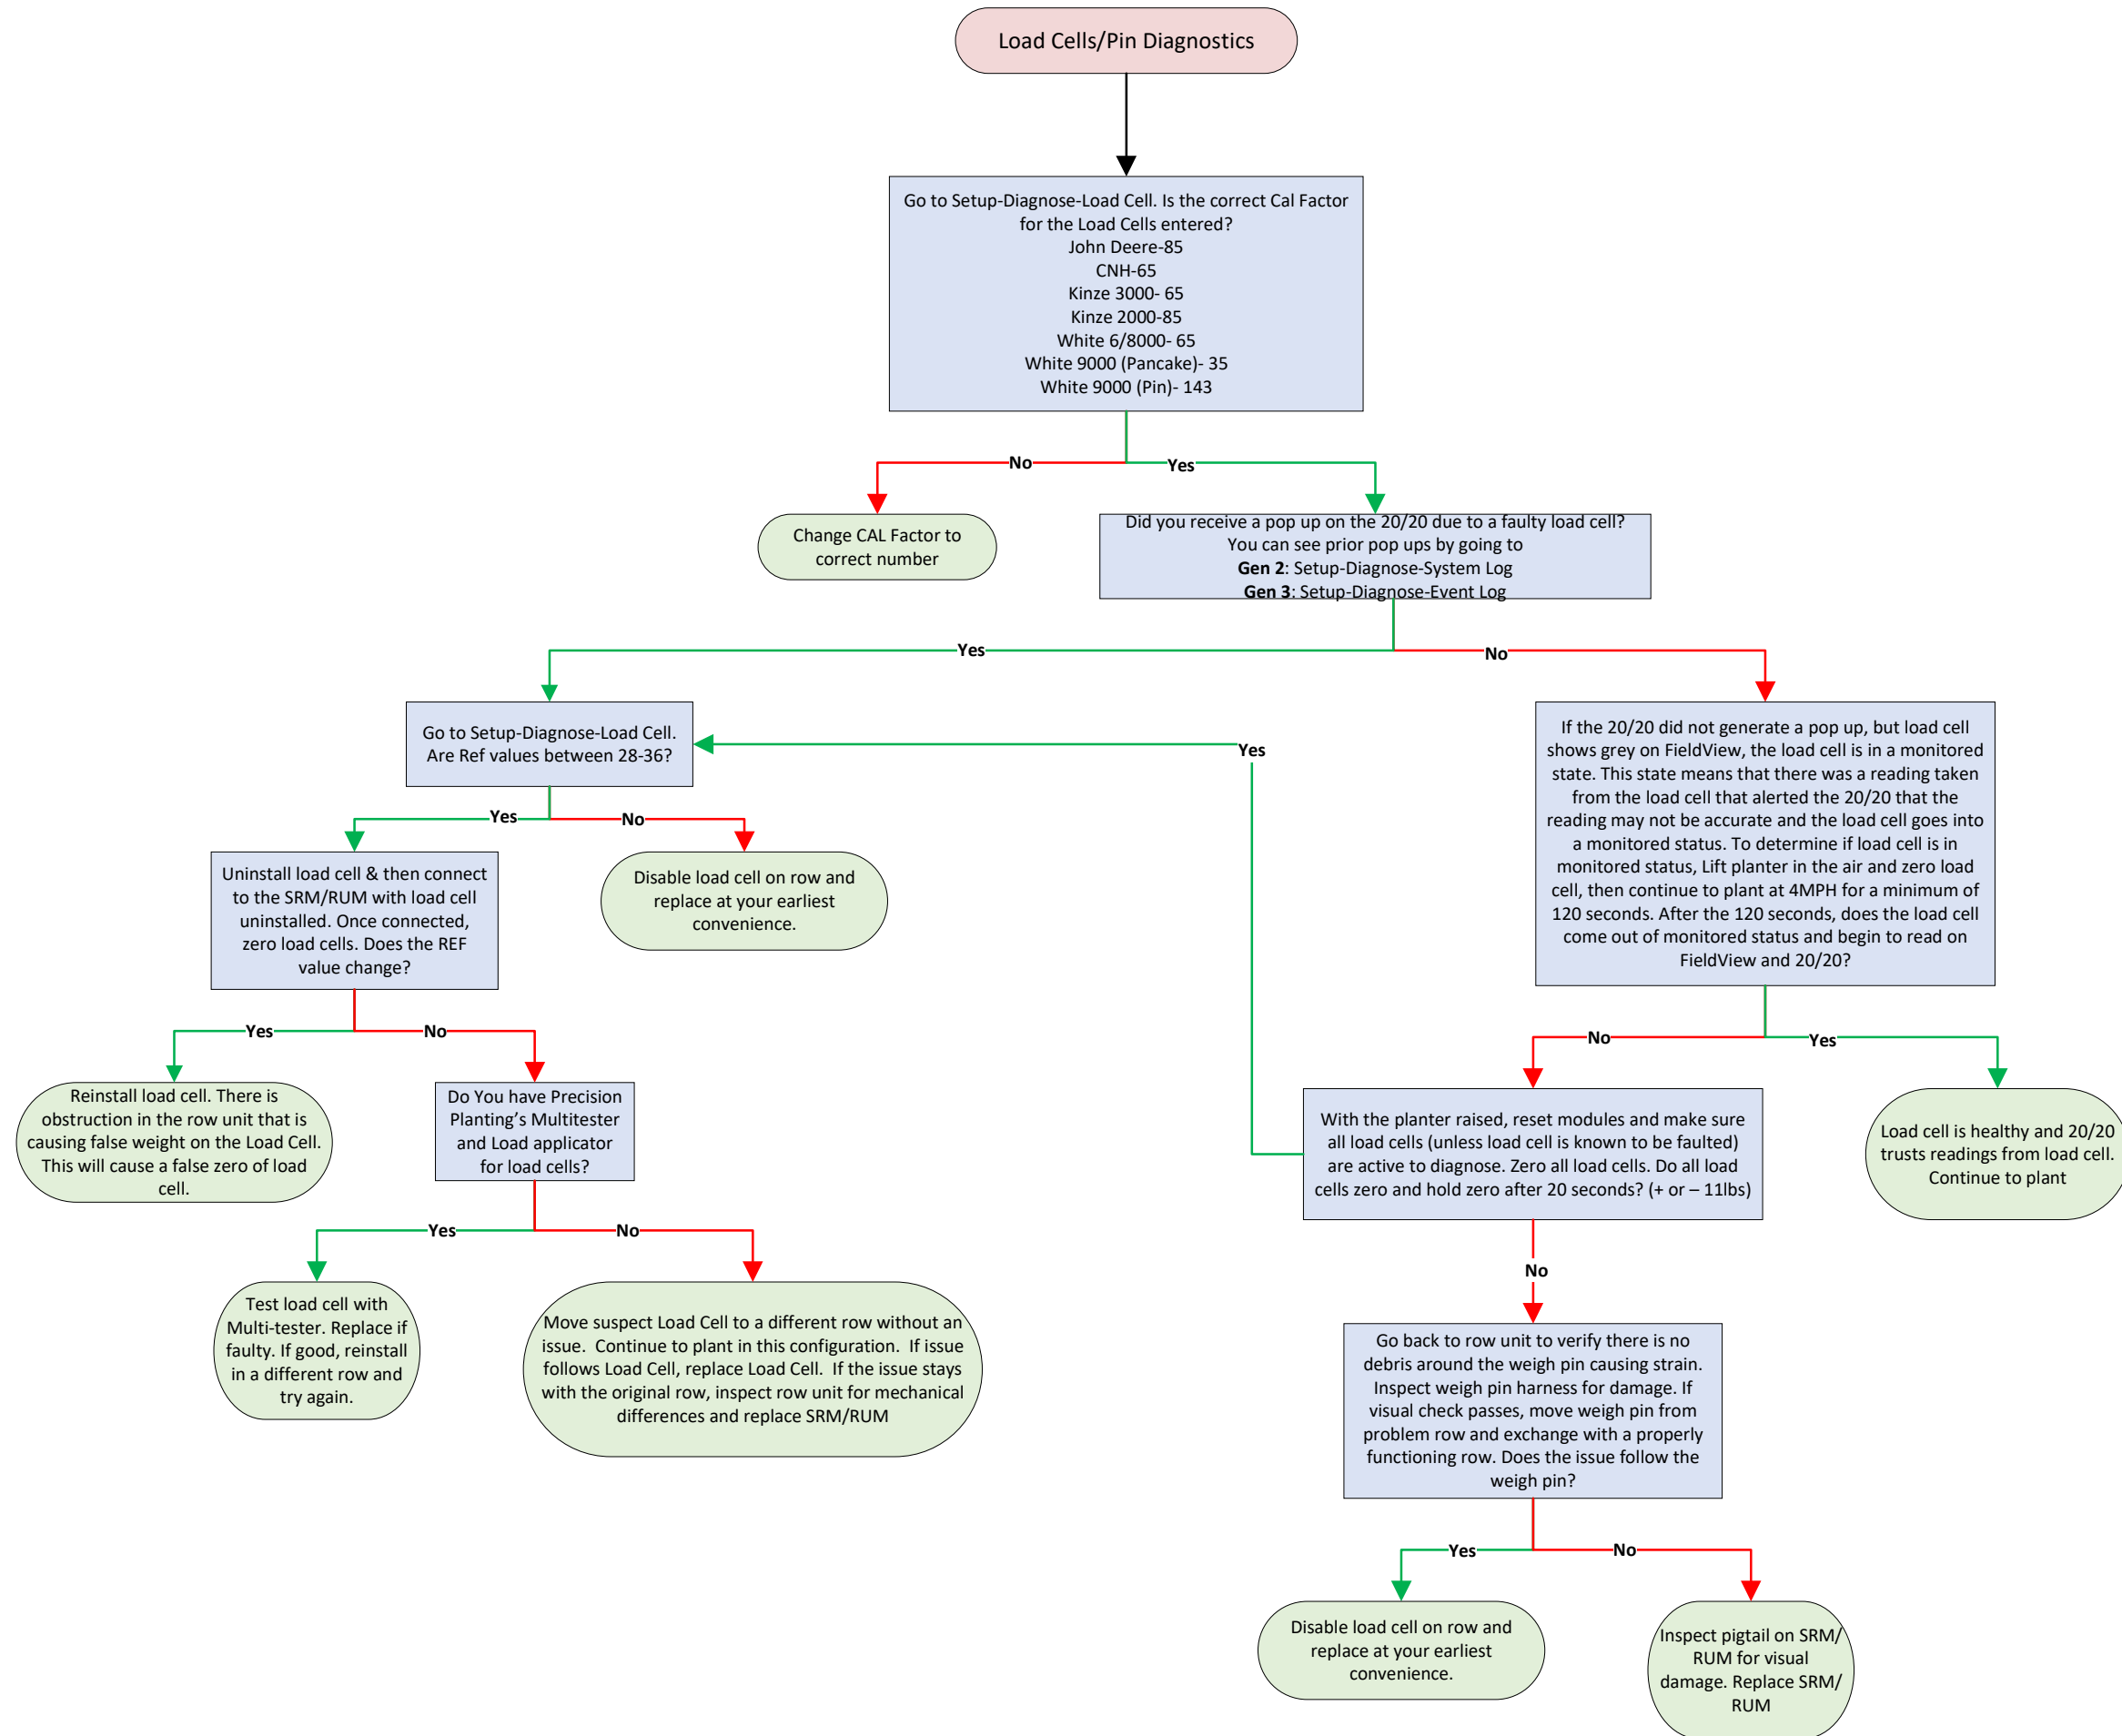 Load Cells/Pin Diagnostics
Go to Setup-Diagnose-Load Cell. Is the correct Cal Factor
for the Load Cells entered?
John Deere-85
CNH-65
Kinze 3000- 65
Kinze 2000-85
White 6/8000- 65
White 9000 (Pancake)- 35
White 9000 (Pin)- 143
No
Yes
Change CAL Factor to
correct number
Did you receive a pop up on the 20/20 due to a faulty load cell?
You can see prior pop ups by going to
Gen 2: Setup-Diagnose-System Log
Gen 3: Setup-Diagnose-Event Log
Yes
No
Go to Setup-Diagnose-Load Cell.
Are Ref values between 28-36?
Yes
If the 20/20 did not generate a pop up, but load cell
shows grey on FieldView, the load cell is in a monitored
state. This state means that there was a reading taken
from the load cell that alerted the 20/20 that the
reading may not be accurate and the load cell goes into
a monitored status. To determine if load cell is in
monitored status, Lift planter in the air and zero load
cell, then continue to plant at 4MPH for a minimum of
120 seconds. After the 120 seconds, does the load cell
come out of monitored status and begin to read on
FieldView and 20/20?
Yes
No
Uninstall load cell & then connect
to the SRM/RUM with load cell
uninstalled. Once connected,
zero load cells. Does the REF
value change?
Disable load cell on row and
replace at your earliest
convenience.
Yes
No
No
Yes
Reinstall load cell. There is
obstruction in the row unit that is
causing false weight on the Load Cell.
This will cause a false zero of load
cell.
Do You have Precision
Planting’s Multitester
and Load applicator
for load cells?
With the planter raised, reset modules and make sure
all load cells (unless load cell is known to be faulted)
are active to diagnose. Zero all load cells. Do all load
cells zero and hold zero after 20 seconds? (+ or – 11lbs)
Load cell is healthy and 20/20
trusts readings from load cell.
Continue to plant
Yes
No
No
Test load cell with
Multi-tester. Replace if
faulty. If good, reinstall
in a different row and
try again.
Move suspect Load Cell to a different row without an
issue.  Continue to plant in this configuration.  If issue
follows Load Cell, replace Load Cell.  If the issue stays
with the original row, inspect row unit for mechanical
differences and replace SRM/RUM
Go back to row unit to verify there is no
debris around the weigh pin causing strain.
Inspect weigh pin harness for damage. If
visual check passes, move weigh pin from
problem row and exchange with a properly
functioning row. Does the issue follow the
weigh pin?
Yes
No
Disable load cell on row and
replace at your earliest
convenience.
Inspect pigtail on SRM/
RUM for visual
damage. Replace SRM/
RUM